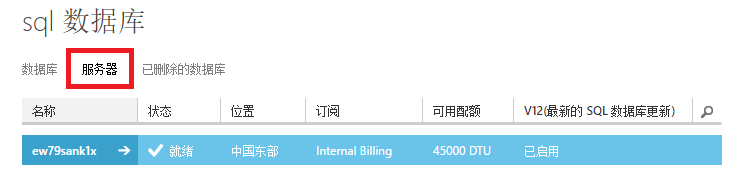 sql 数据库
数据库 服务器 已删除的数据库
名称 状态 位置 订阅 可用配额 V12(最新的 SQL 数据库更新)
ew79sank1x 就绪 中国东部 Internal Billing 45000 DTU 已启用